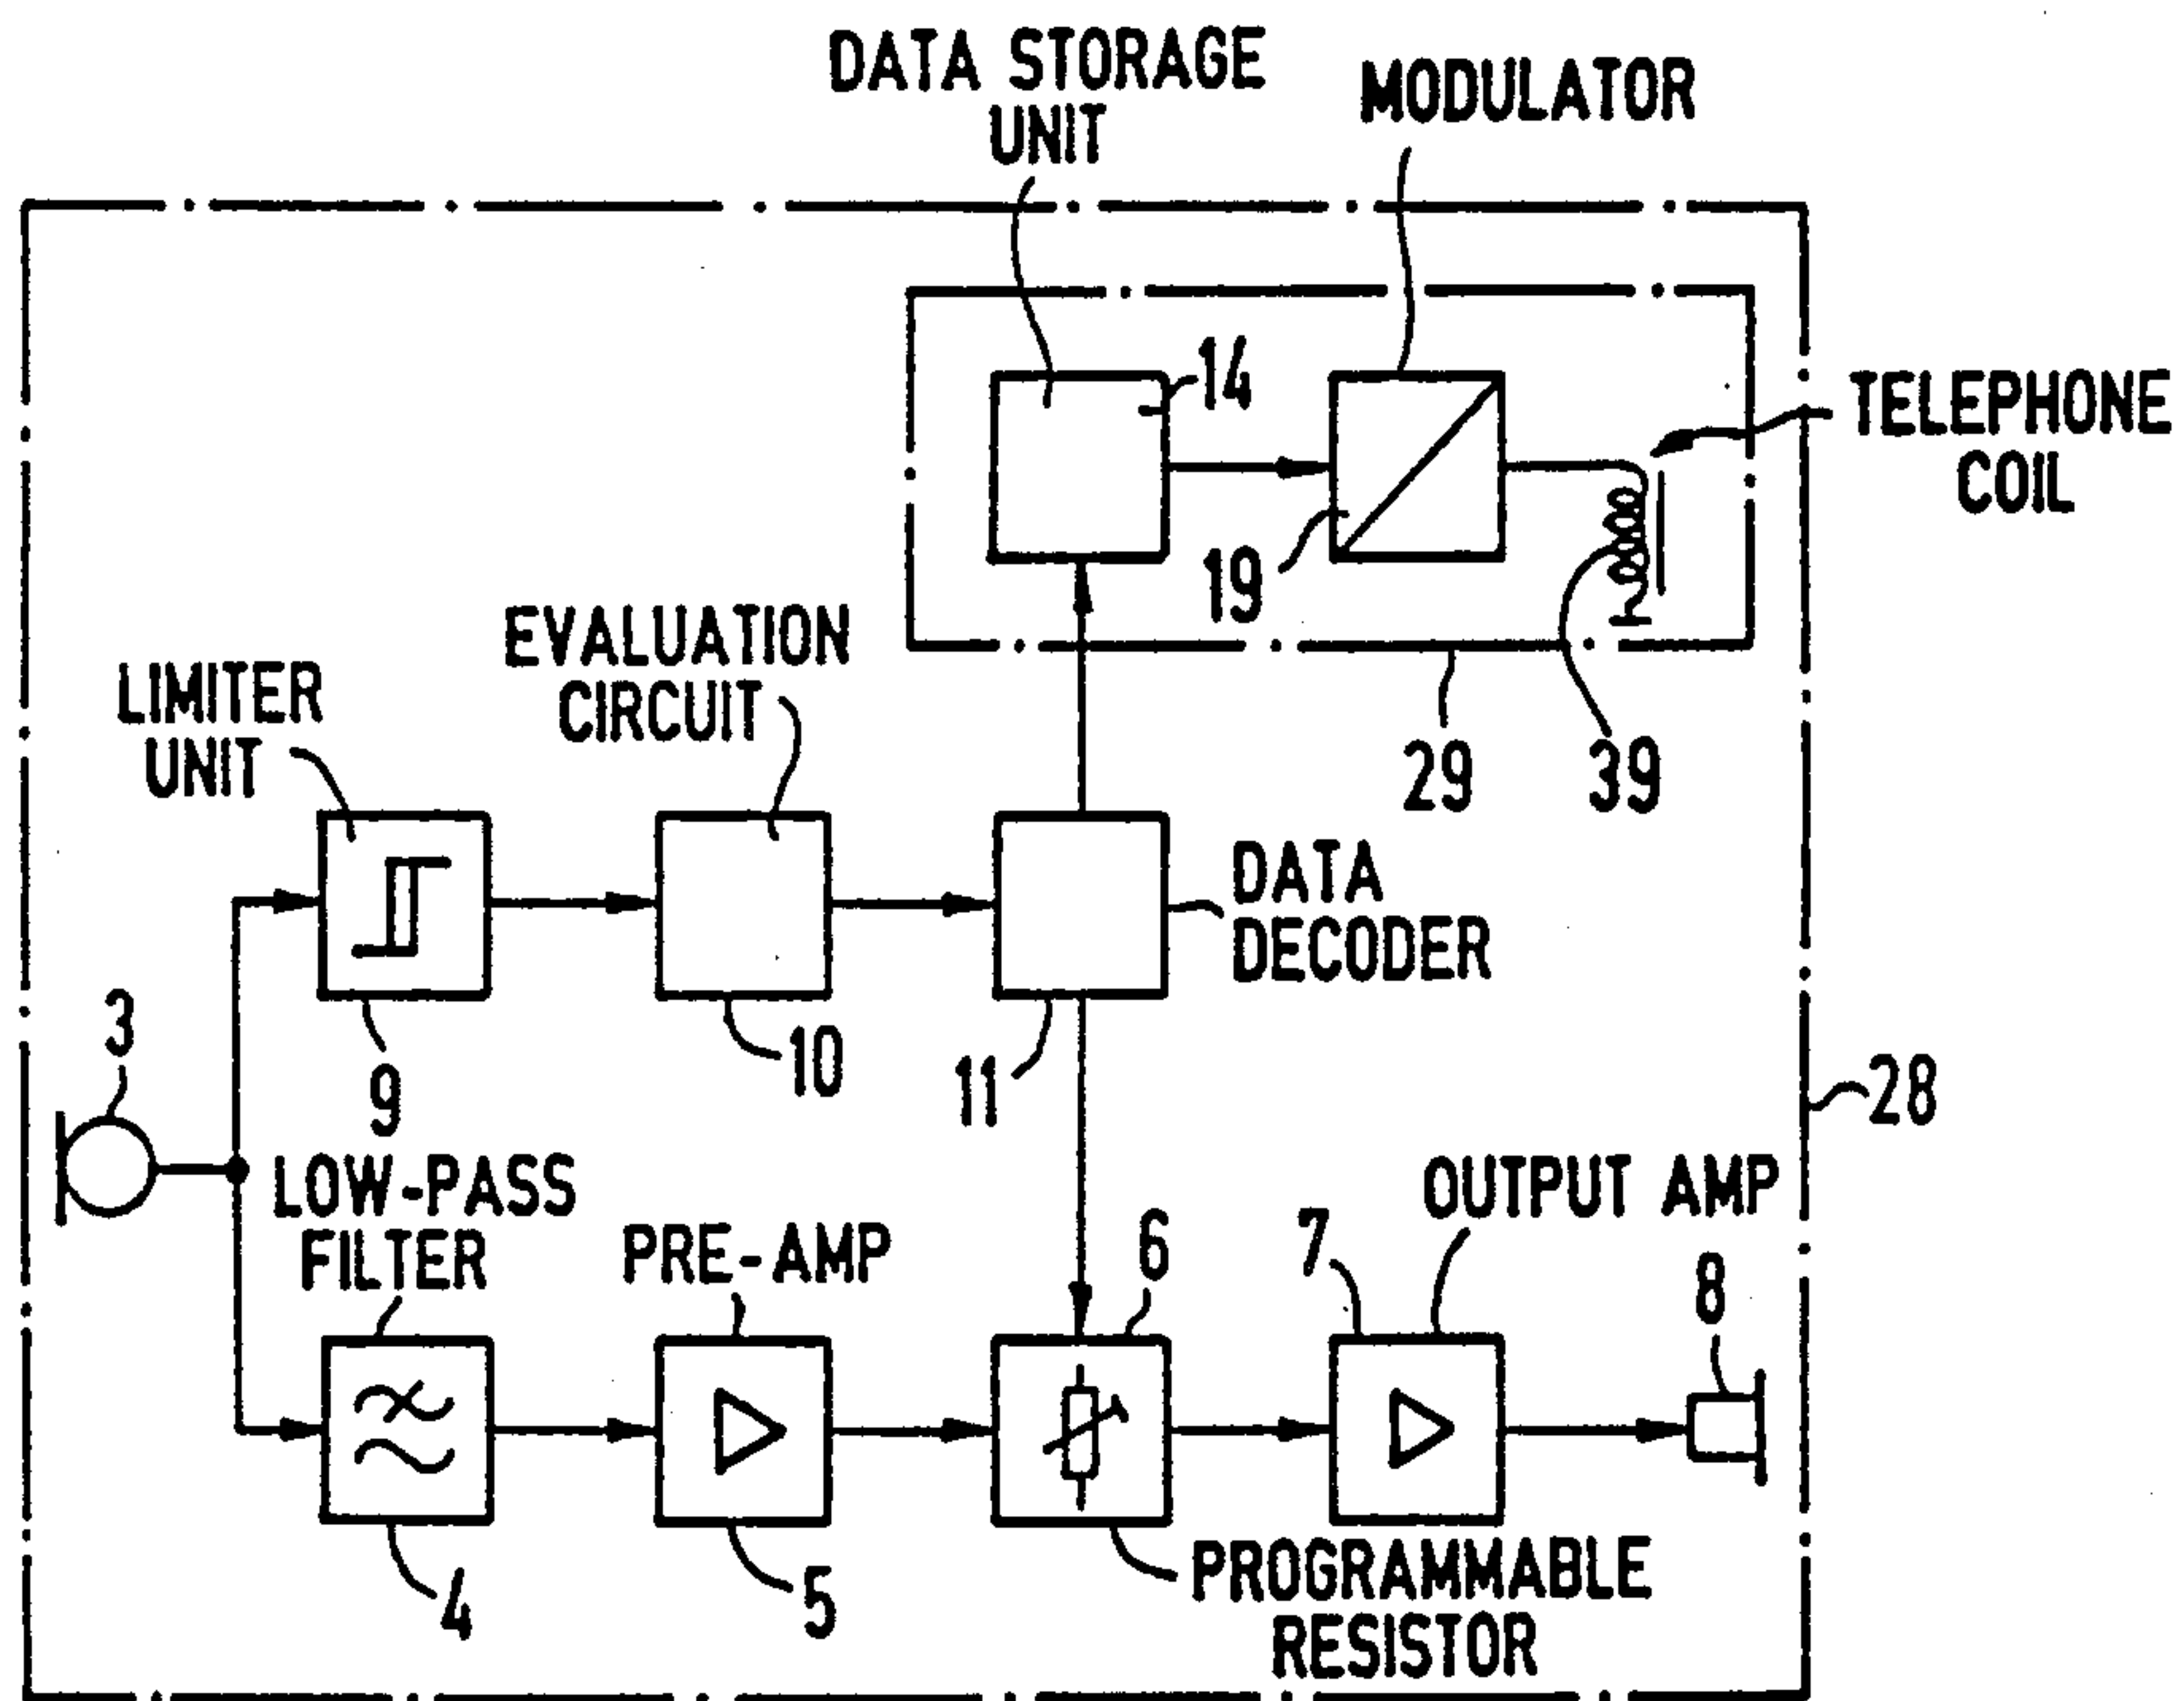 DATA STORAGE
UNIT
MODULATOR
14
TELEPHONE
COIL
19
EVALUATION
CIRCUIT
LIMITER
UNIT
29
39
DATA
DECODER
3
9
10
11
28
LOW-PASS
FILTER
PRE-AMP
6
7
OUTPUT AMP
8
4
5
PROGRAMMABLE
RESISTOR